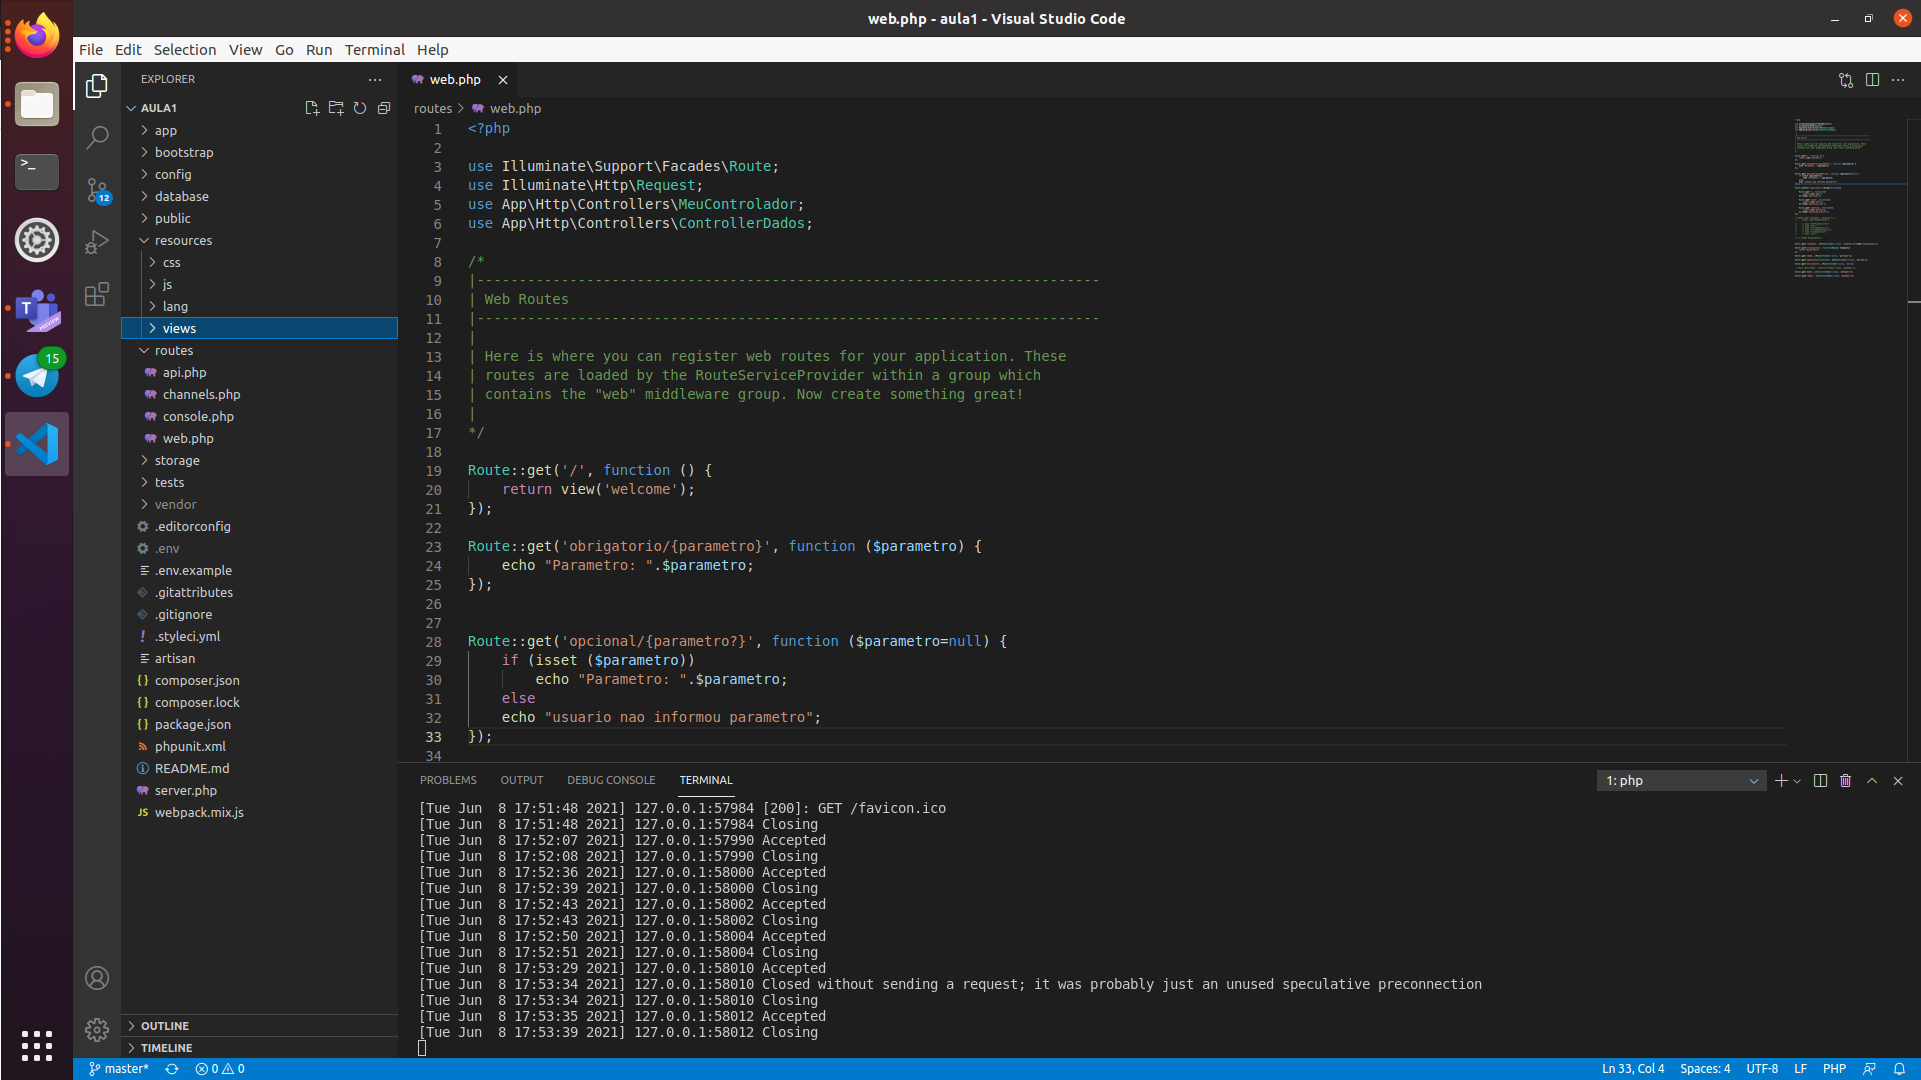 web.php - aula1 - Visual Studio Code
File Edit Selection View Go Run Terminal Help
EXPLORER
AULA1
app
bootstrap
config
database
public
resources
css
js
lang
views
routes
api.php
channels.php
console.php
web.php
storage
tests
vendor
.editorconfig
.env
.env.example
.gitattributes
.gitignore
.styleci.yml
artisan
composer.json
composer.lock
package.json
phpunit.xml
README.md
server.php
JS webpack.mix.js
OUTLINE
TIMELINE
12
15
T
PREVIEW
>_
web.php
routes > web.php
1 <?php
2
3 use Illuminate\Support\Facades\Route;
4 use Illuminate\Http\Request;
5 use App\Http\Controllers\MeuControlador;
6 use App\Http\Controllers\ControllerDados;
7
8 /*
9 |--------------------------------------------------------------------------
10 | Web Routes
11 |--------------------------------------------------------------------------
12 |
13 | Here is where you can register web routes for your application. These
14 | routes are loaded by the RouteServiceProvider within a group which
15 | contains the "web" middleware group. Now create something great!
16 |
17 */
18
19 Route::get('/', function () {
20 return view('welcome');
21 });
22
23 Route::get('obrigatorio/{parametro}', function ($parametro) {
24 echo "Parametro: ".$parametro;
25 });
26
27
28 Route::get('opcional/{parametro?}', function ($parametro=null) {
29 if (isset ($parametro))
30 echo "Parametro: ".$parametro;
31 else
32 echo "usuario nao informou parametro";
33 });
34
PROBLEMS OUTPUT DEBUG CONSOLE TERMINAL 1: php
[Tue Jun  8 17:51:48 2021] 127.0.0.1:57984 [200]: GET /favicon.ico
[Tue Jun  8 17:51:48 2021] 127.0.0.1:57984 Closing
[Tue Jun  8 17:52:07 2021] 127.0.0.1:57990 Accepted
[Tue Jun  8 17:52:08 2021] 127.0.0.1:57990 Closing
[Tue Jun  8 17:52:36 2021] 127.0.0.1:58000 Accepted
[Tue Jun  8 17:52:39 2021] 127.0.0.1:58000 Closing
[Tue Jun  8 17:52:43 2021] 127.0.0.1:58002 Accepted
[Tue Jun  8 17:52:43 2021] 127.0.0.1:58002 Closing
[Tue Jun  8 17:52:50 2021] 127.0.0.1:58004 Accepted
[Tue Jun  8 17:52:51 2021] 127.0.0.1:58004 Closing
[Tue Jun  8 17:53:29 2021] 127.0.0.1:58010 Accepted
[Tue Jun  8 17:53:34 2021] 127.0.0.1:58010 Closed without sending a request; it was probably just an unused speculative preconnection
[Tue Jun  8 17:53:34 2021] 127.0.0.1:58010 Closing
[Tue Jun  8 17:53:35 2021] 127.0.0.1:58012 Accepted
[Tue Jun  8 17:53:39 2021] 127.0.0.1:58012 Closing
master* 0 0 Ln 33, Col 4 Spaces: 4 UTF-8 LF PHP